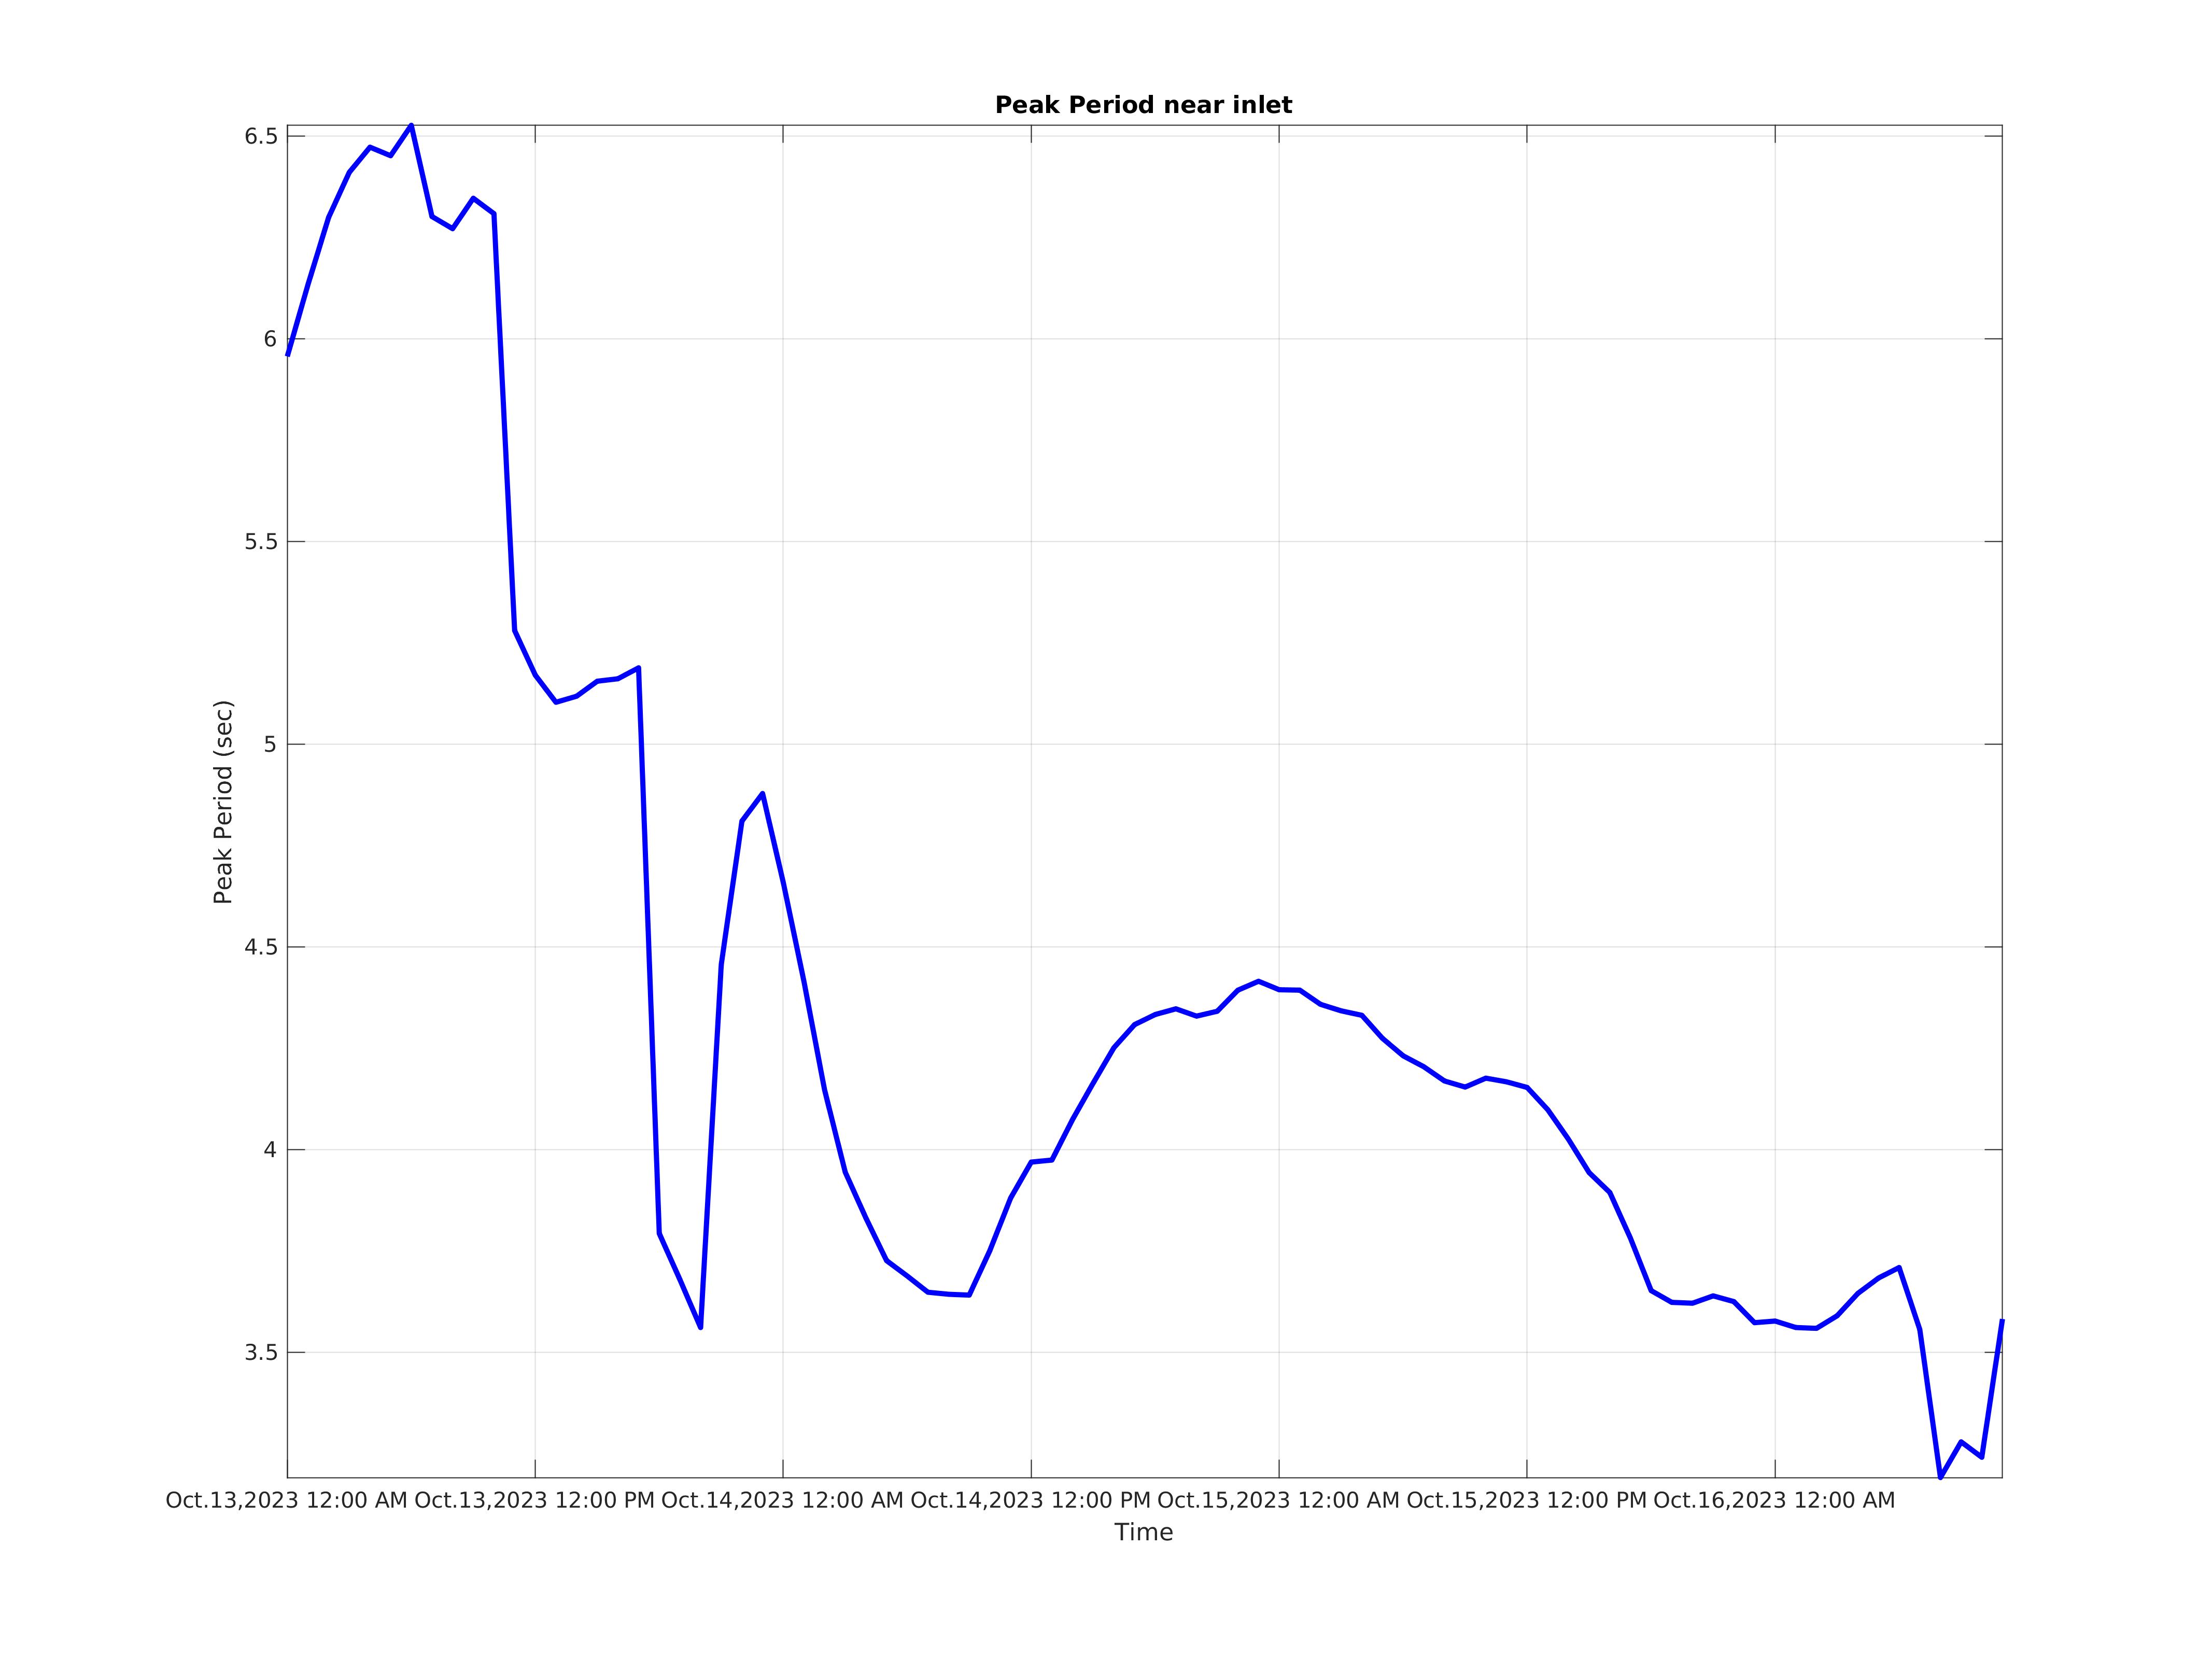 Peak Period near inlet
6.5
6
5.5
5
4.5
4
3.5
Peak Period (sec)
Oct.13,2023 12:00 AM Oct.13,2023 12:00 PM Oct.14,2023 12:00 AM Oct.14,2023 12:00 PM Oct.15,2023 12:00 AM Oct.15,2023 12:00 PM Oct.16,2023 12:00 AM
Time